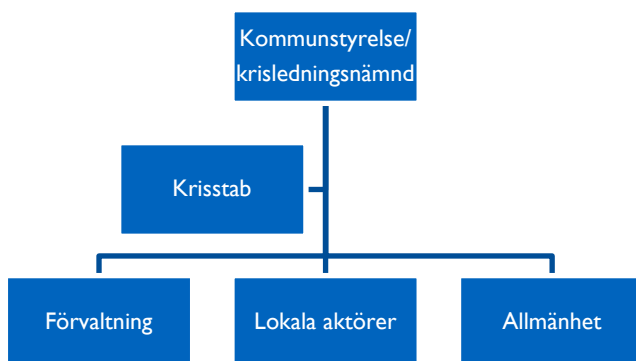 Kommunstyrelse/
krisledningsnämnd
Krisstab
Förvaltning
Lokala aktörer
Allmänhet